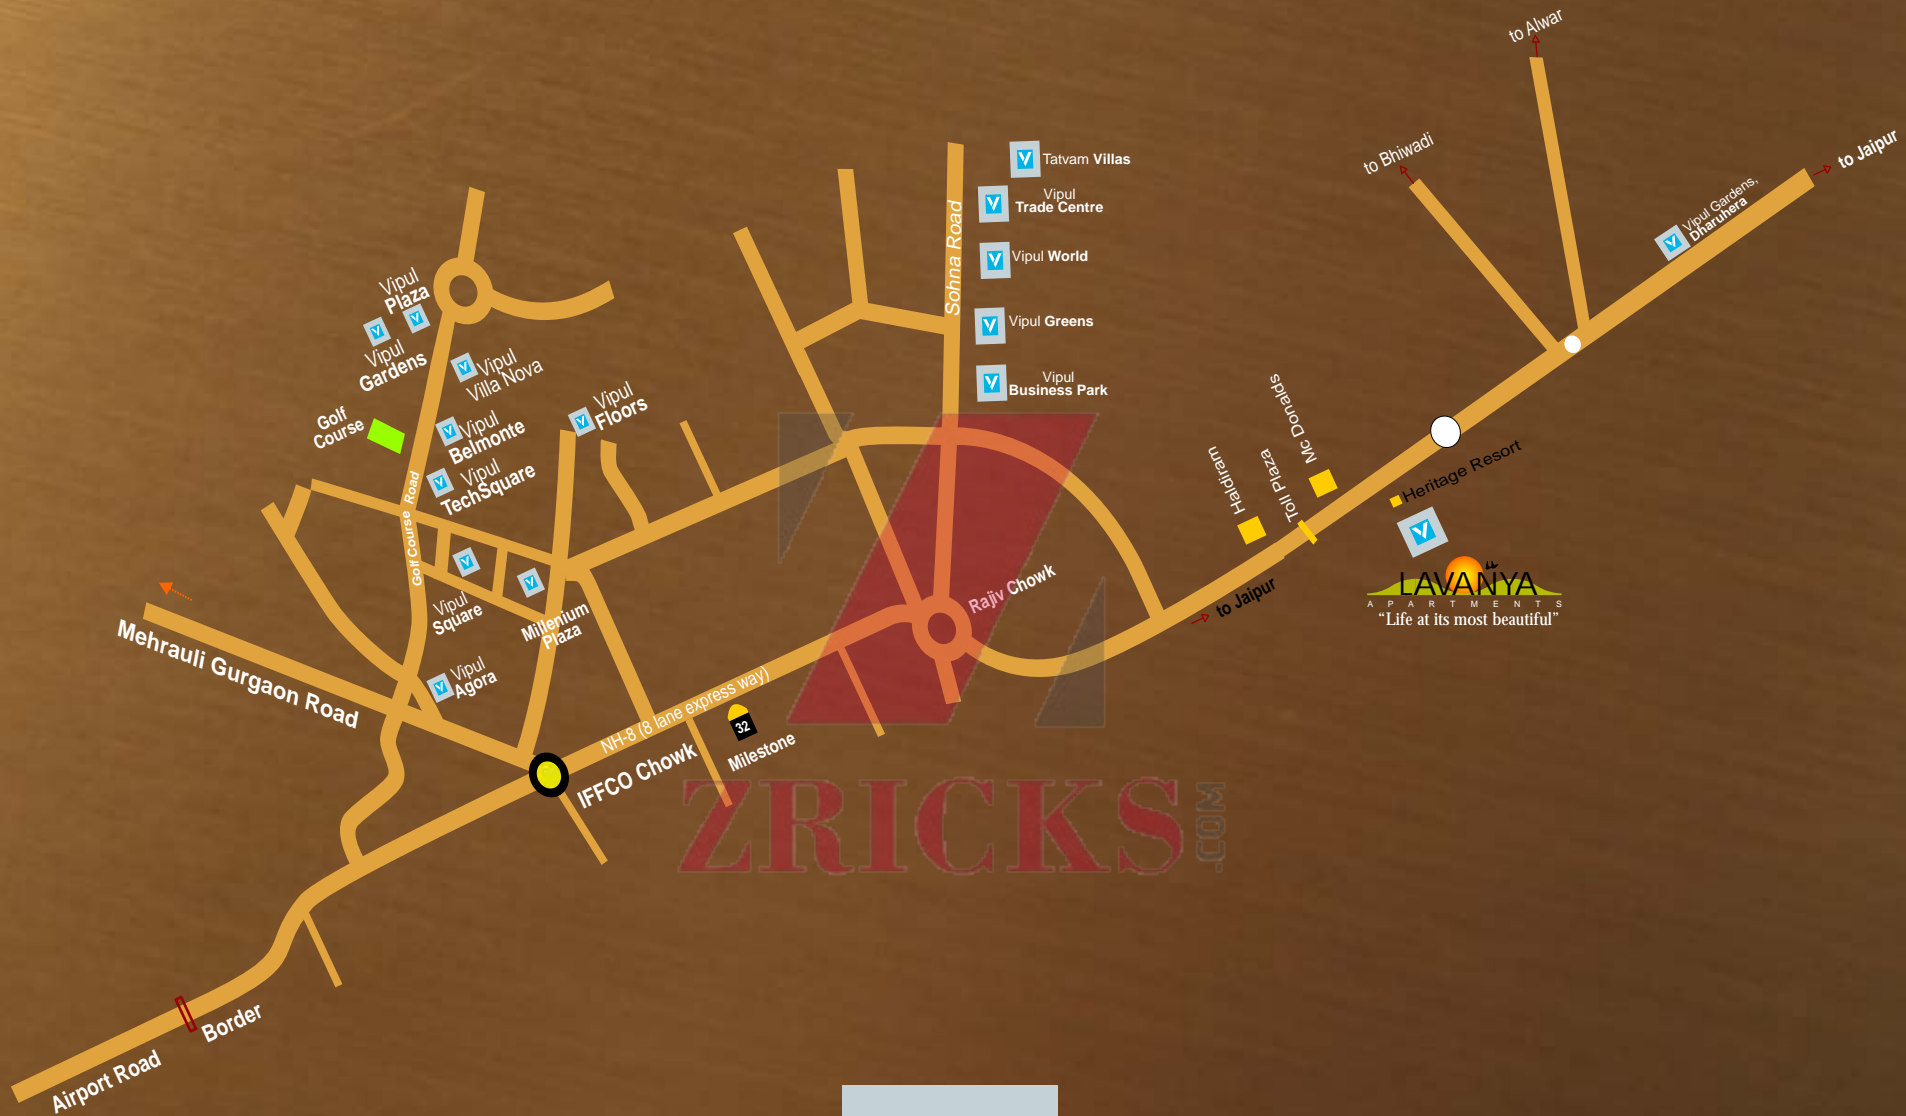 to Alwar
to Bhiwadi
to Jaipur
Vipul Gardens,
Dharuhera
Tatvam Villas
Vipul
Trade Centre
Vipul World
Vipul Greens
Vipul
Business Park
Sohna Road
Vipul
Plaza
Vipul
Gardens
Vipul
Villa Nova
Golf
Course
Vipul
Belmonte
Vipul
TechSquare
Vipul
Floors
Golf Course Road
Vipul
Square
Millenium
Plaza
Vipul
Agora
Mehrauli Gurgaon Road
NH-8 (8 lane express way)
IFFCO Chowk
32
Milestone
Rajiv Chowk
to Jaipur
Haldiram
Toll Plaza
Mc Donalds
Heritage Resort
LAVANYA
APARTMENTS
“Life at its most beautiful”
ZRICKS
.COM
Border
Airport Road